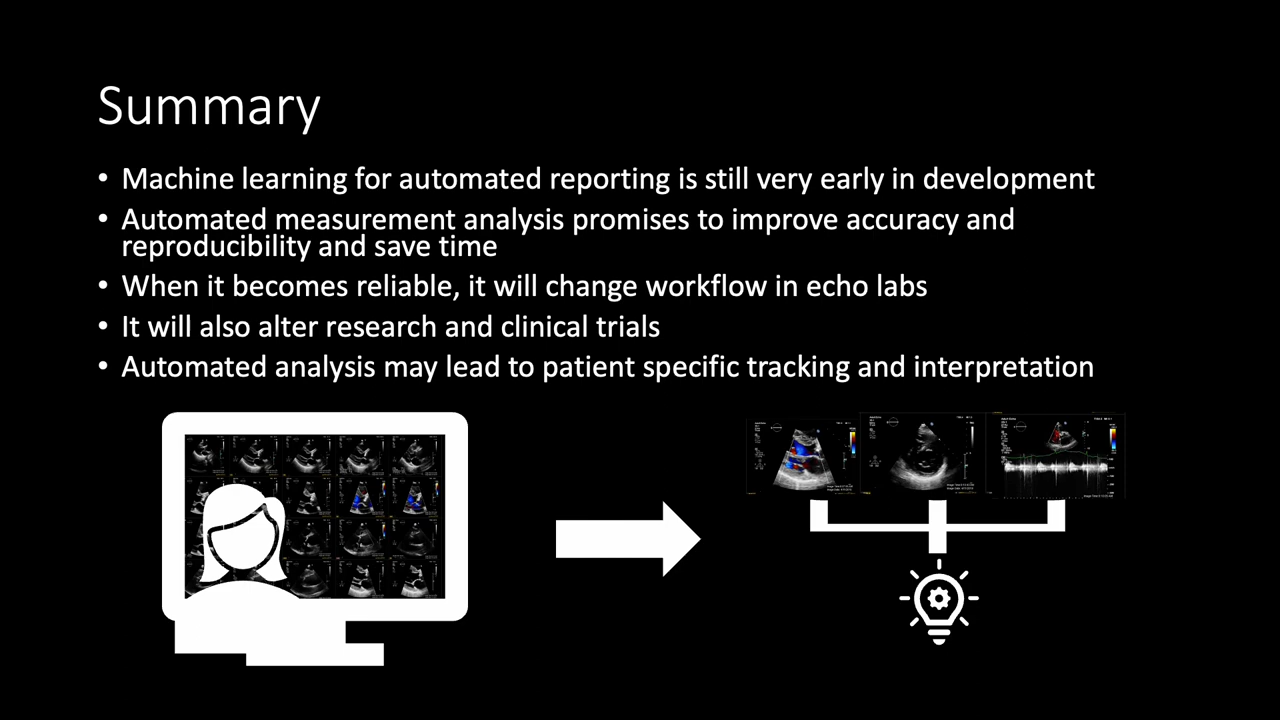 Summary
• Machine learning for automated reporting is still very early in development
• Automated measurement analysis promises to improve accuracy and
reproducibility and save time
• When it becomes reliable, it will change workflow in echo labs
• It will also alter research and clinical trials
• Automated analysis may lead to patient specific tracking and interpretation